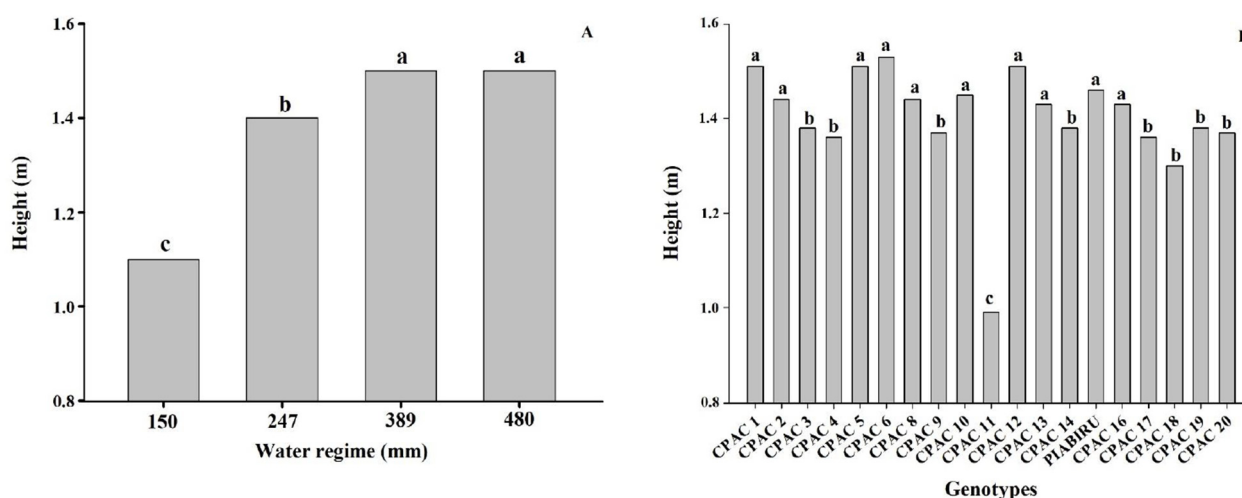 A
1.6
1.4
1.2
1.0
0.8
Height (m)
c
b
a
a
150 247 389 480
Water regime (mm)
1.6
1.4
1.2
1.0
0.8
Height (m)
a a b b a a a b a c a a b a a b b b b
CPAC 1
CPAC 2
CPAC 3
CPAC 4
CPAC 5
CPAC 6
CPAC 8
CPAC 9
CPAC 10
CPAC 11
CPAC 12
CPAC 13
CPAC 14
PIABIRU
CPAC 16
CPAC 17
CPAC 18
CPAC 19
CPAC 20
Genotypes